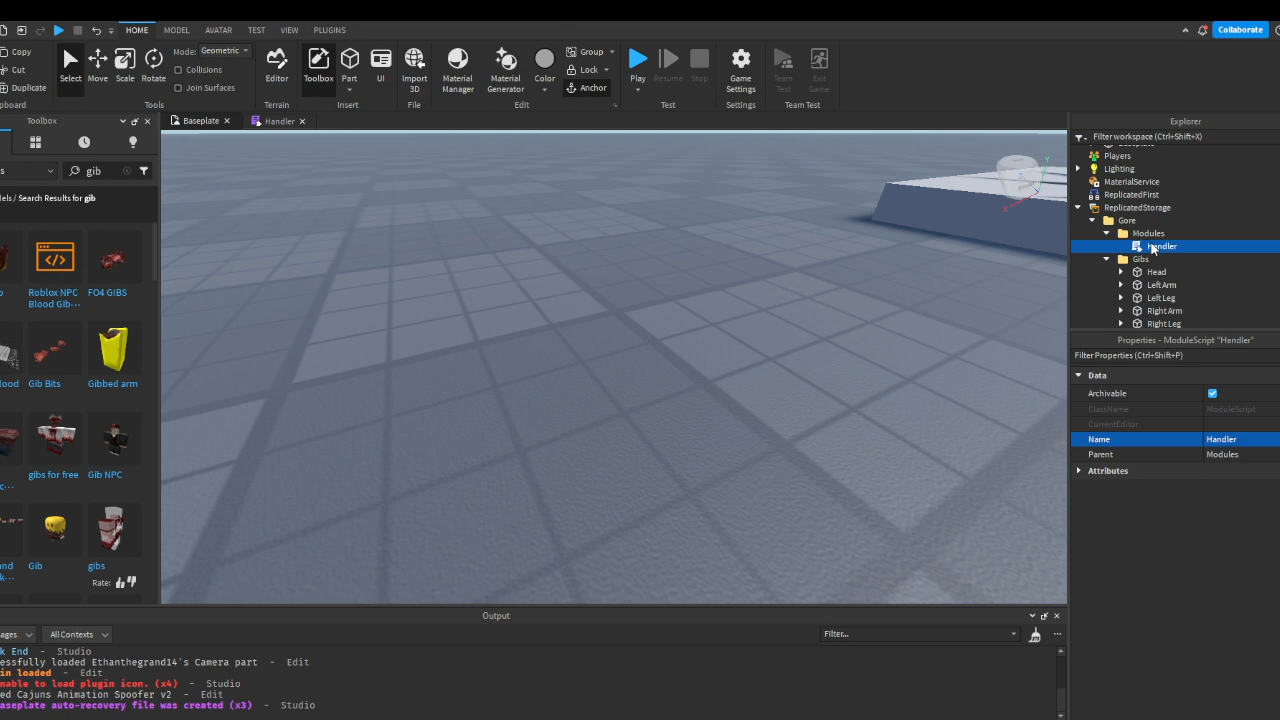 HOME MODEL AVATAR TEST VIEW PLUGINS Collaborate
Copy
Cut
Duplicate
Select Move Scale Rotate
Mode: Geometric
Collisions
Join Surfaces
Editor Toolbox Part UI Import 3D Material Manager Material Generator Color
Group
Lock
Anchor
Play Resume Stop Game Settings Team Test Exit Game
Tools Terrain Insert File Edit Test Settings Team Test
Toolbox
Baseplate Handler
gib
Search Results for gib
Roblox NPC Blood Gib...
FO4 GIBS
Gib Bits
Gibbed arm
gibs for free
Gib NPC
Gib
gibs
Rate:
Explorer
Filter workspace (Ctrl+Shift+X)
Players
Lighting
MaterialService
ReplicatedFirst
ReplicatedStorage
Gore
Modules
Handler
Gibs
Head
Left Arm
Left Leg
Right Arm
Right Leg
Properties - ModuleScript "Handler"
Filter Properties (Ctrl+Shift+P)
Data
Archivable
ClassName ModuleScript
CurrentEditor
Name Handler
Parent Modules
Attributes
Output
All Contexts Filter...
k End - Studio
essfully loaded Ethanthegrand14's Camera part - Edit
in loaded - Edit
nable to load plugin icon. (x4) - Studio
ed Cajuns Animation Spoofer v2 - Edit
aseplate auto-recovery file was created (x3) - Studio